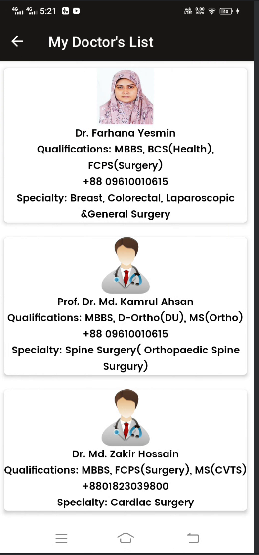 5:21
My Doctor's List
Dr. Farhana Yesmin
Qualifications: MBBS, BCS(Health),
FCPS(Surgery)
+88 09610010615
Specialty: Breast, Colorectal, Laparoscopic
&General Surgery
Prof. Dr. Md. Kamrul Ahsan
Qualifications: MBBS, D-Ortho(DU), MS(Ortho)
+88 09610010615
Specialty: Spine Surgery( Orthopaedic Spine
Surgury)
Dr. Md. Zakir Hossain
Qualifications: MBBS, FCPS(Surgery), MS(CVTS)
+8801823039800
Specialty: Cardiac Surgery